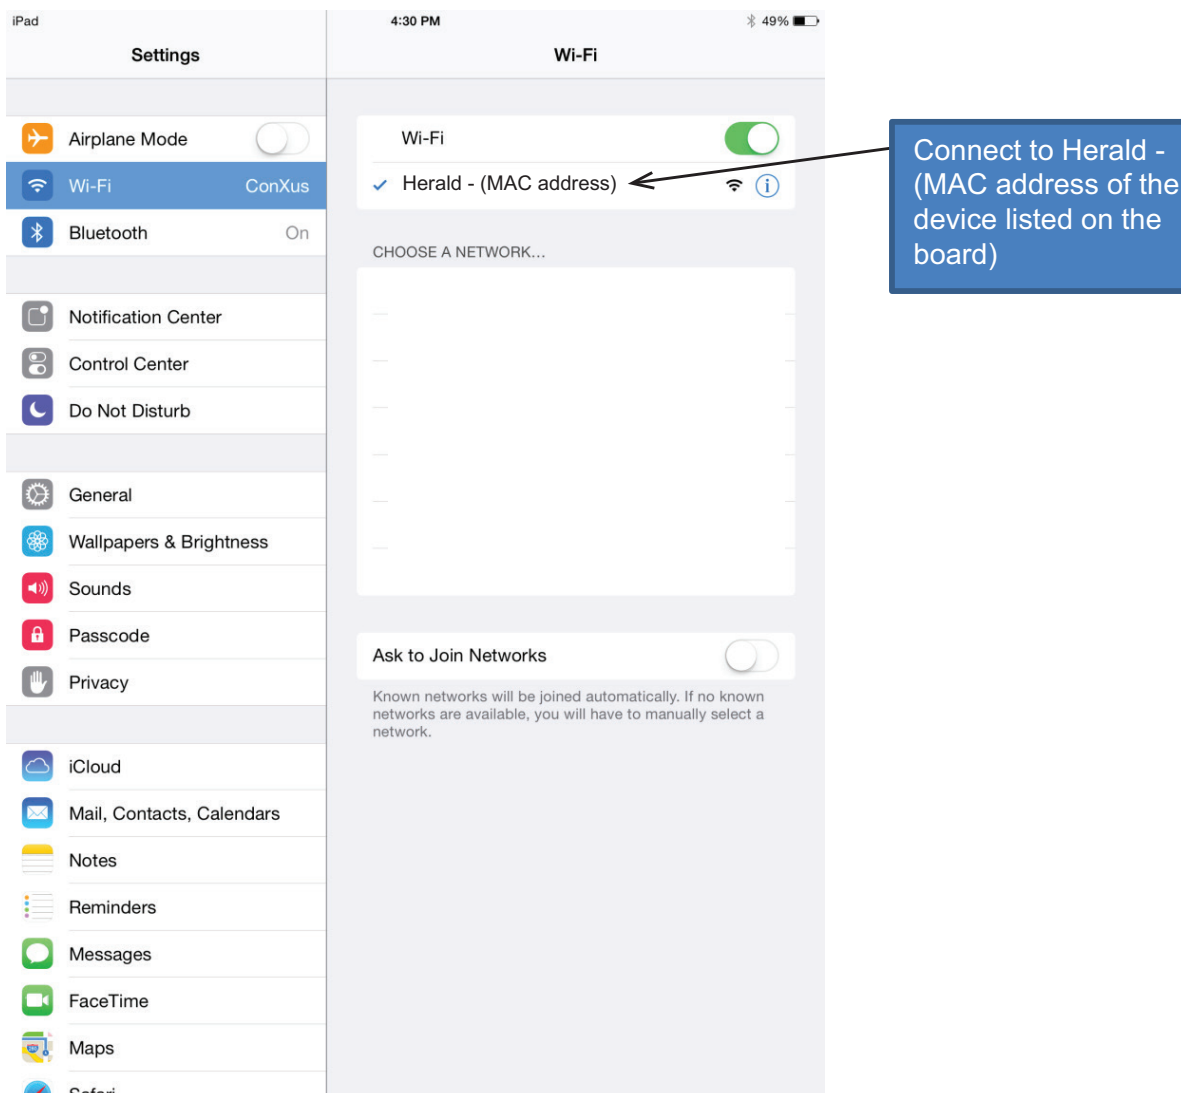 iPad
4:30 PM
49%
Settings
Wi-Fi
Airplane Mode
Wi-Fi ConXus
Bluetooth On
Notification Center
Control Center
Do Not Disturb
General
Wallpapers & Brightness
Sounds
Passcode
Privacy
iCloud
Mail, Contacts, Calendars
Notes
Reminders
Messages
FaceTime
Maps
Safari
Wi-Fi
Herald - (MAC address)
CHOOSE A NETWORK...
Ask to Join Networks
Known networks will be joined automatically. If no known
networks are available, you will have to manually select a
network.
Connect to Herald -
(MAC address of the
device listed on the
board)